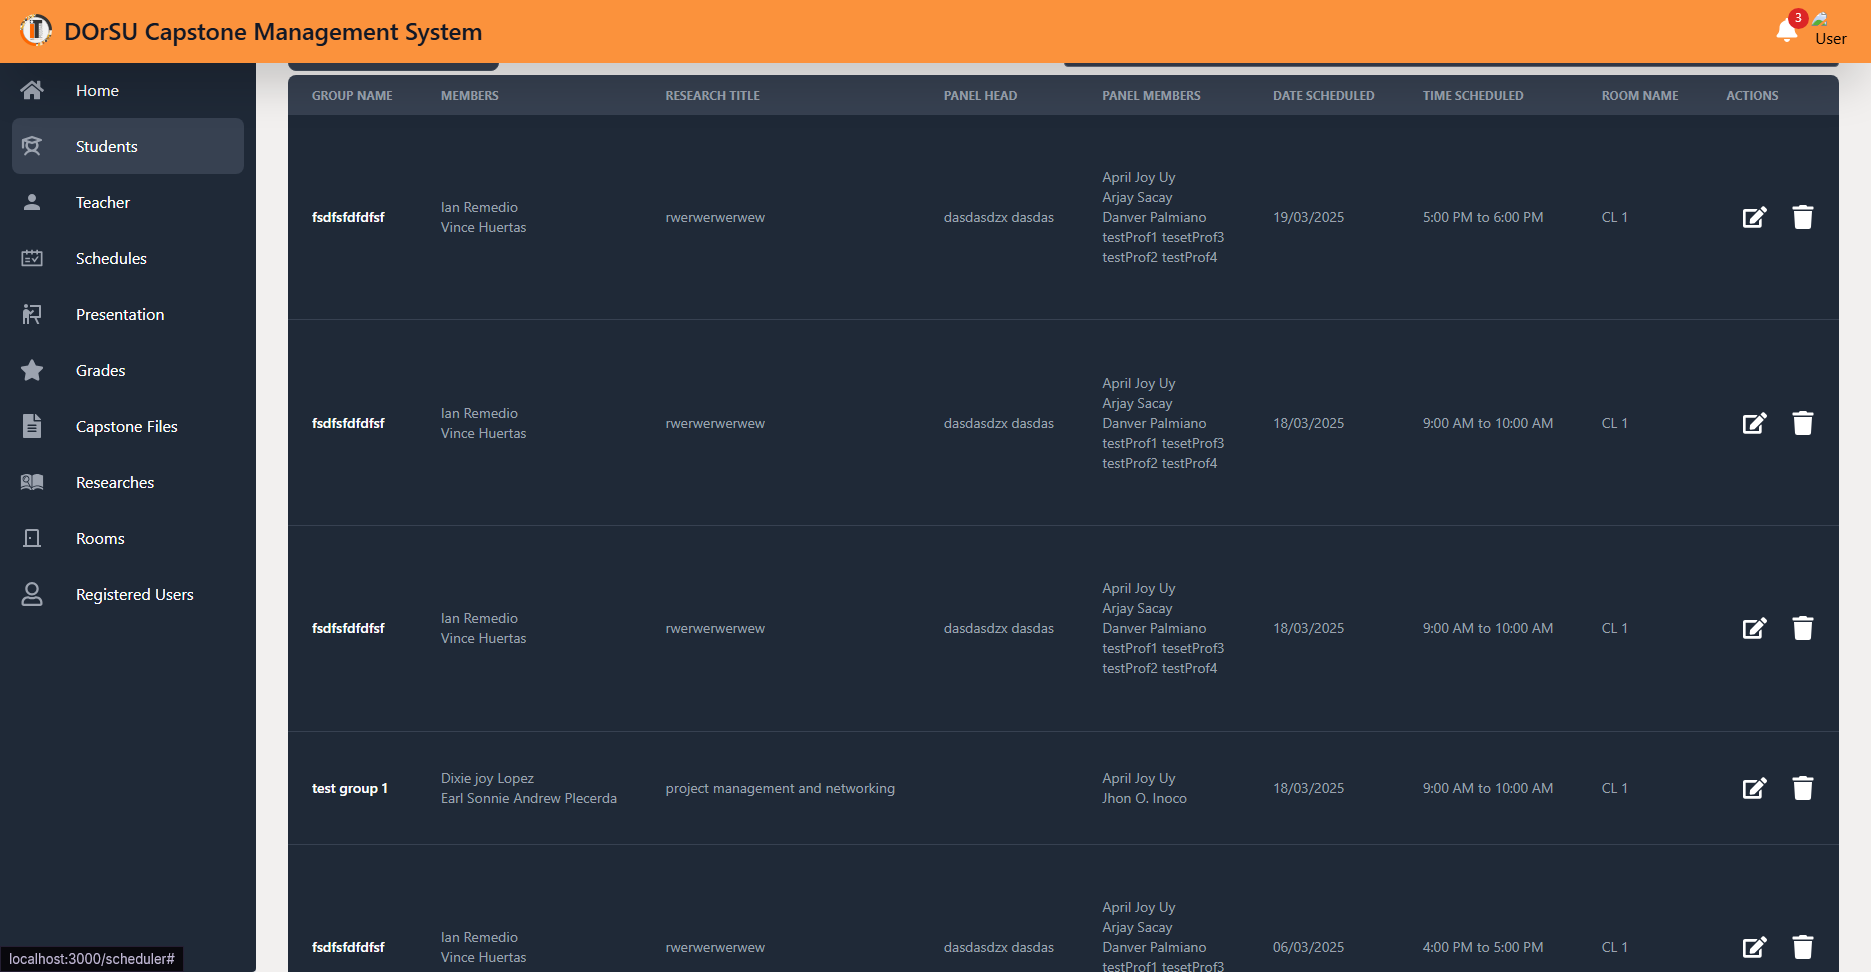 DOrSU Capstone Management System
3
User
Home
Students
Teacher
Schedules
Presentation
Grades
Capstone Files
Researches
Rooms
Registered Users
GROUP NAME MEMBERS RESEARCH TITLE PANEL HEAD PANEL MEMBERS DATE SCHEDULED TIME SCHEDULED ROOM NAME ACTIONS
fsdfsfdfdfsf
Ian Remedio
Vince Huertas
rwerwerwerwew
dasdasdzx dasdas
April Joy Uy
Arjay Sacay
Danver Palmiano
testProf1 tesetProf3
testProf2 testProf4
19/03/2025
5:00 PM to 6:00 PM
CL 1
fsdfsfdfdfsf
Ian Remedio
Vince Huertas
rwerwerwerwew
dasdasdzx dasdas
April Joy Uy
Arjay Sacay
Danver Palmiano
testProf1 tesetProf3
testProf2 testProf4
18/03/2025
9:00 AM to 10:00 AM
CL 1
fsdfsfdfdfsf
Ian Remedio
Vince Huertas
rwerwerwerwew
dasdasdzx dasdas
April Joy Uy
Arjay Sacay
Danver Palmiano
testProf1 tesetProf3
testProf2 testProf4
18/03/2025
9:00 AM to 10:00 AM
CL 1
test group 1
Dixie joy Lopez
Earl Sonnie Andrew Plecerda
project management and networking
April Joy Uy
Jhon O. Inoco
18/03/2025
9:00 AM to 10:00 AM
CL 1
fsdfsfdfdfsf
Ian Remedio
Vince Huertas
rwerwerwerwew
dasdasdzx dasdas
April Joy Uy
Arjay Sacay
Danver Palmiano
testProf1 tesetProf3
06/03/2025
4:00 PM to 5:00 PM
CL 1
localhost:3000/scheduler#